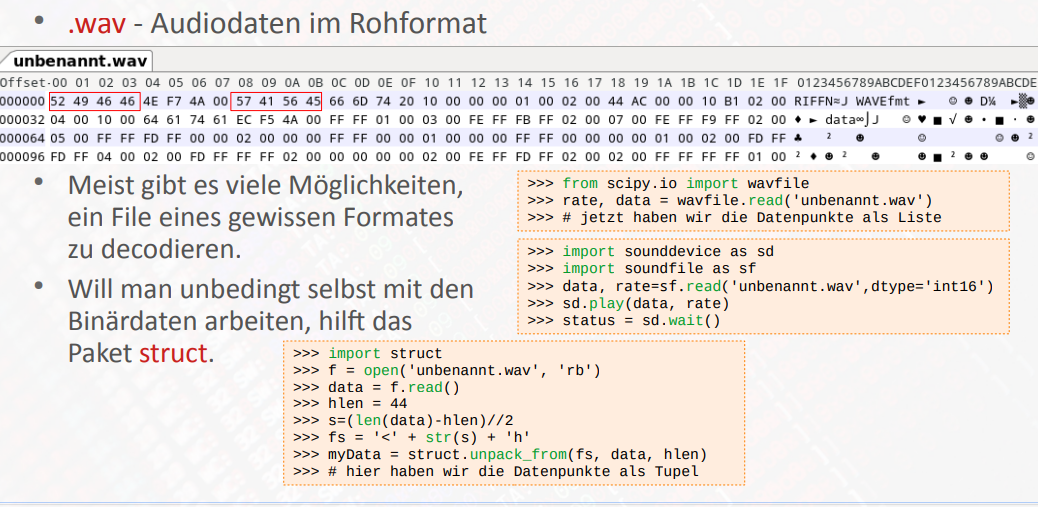 • .wav - Audiodaten im Rohformat
unbenannt.wav
Offset 00 01 02 03 04 05 06 07 08 09 0A 0B 0C 0D 0E 0F 10 11 12 13 14 15 16 17 18 19 1A 1B 1C 1D 1E 1F 0123456789ABCDEF0123456789ABCDE
000000 52 49 46 46 4E F7 4A 00 57 41 56 45 66 6D 74 20 10 00 00 00 01 00 02 00 44 AC 00 00 10 B1 02 00 RIFFN≈J WAVEfmt ► ☺ ☻ D¼ ►▒☻
000032 04 00 10 00 64 61 74 61 EC F5 4A 00 FF FF 01 00 03 00 FE FF FB FF 02 00 07 00 FE FF F9 FF 02 00 ♦ ► data∞⌡J ☺ ♥ ■ √ ☻ • ■ · ☻
000064 05 00 FF FF FD FF 00 00 02 00 00 00 FF FF 00 00 00 00 FF FF 00 00 00 00 00 00 01 00 02 00 FD FF ♣ ² ☻ ☺ ☺ ☻ ²
000096 FD FF 04 00 02 00 FD FF FF FF 02 00 00 00 02 00 FE FF FD FF 02 00 02 00 FF FF FF FF 01 00 ² ♦ ☻ ² ☻ ☻ ■ ² ☻ ☻ ☺
• Meist gibt es viele Möglichkeiten,
ein File eines gewissen Formates
zu decodieren.
• Will man unbedingt selbst mit den
Binärdaten arbeiten, hilft das
Paket struct.
>>> from scipy.io import wavfile
>>> rate, data = wavfile.read('unbenannt.wav')
>>> # jetzt haben wir die Datenpunkte als Liste
>>> import sounddevice as sd
>>> import soundfile as sf
>>> data, rate=sf.read('unbenannt.wav',dtype='int16')
>>> sd.play(data, rate)
>>> status = sd.wait()
>>> import struct
>>> f = open('unbenannt.wav', 'rb')
>>> data = f.read()
>>> hlen = 44
>>> s=(len(data)-hlen)//2
>>> fs = '<' + str(s) + 'h'
>>> myData = struct.unpack_from(fs, data, hlen)
>>> # hier haben wir die Datenpunkte als Tupel